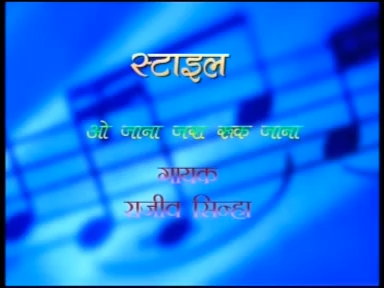 स्टाइल
ओ जाना जरा रूक जाना
गायक
राजीव सिन्हा